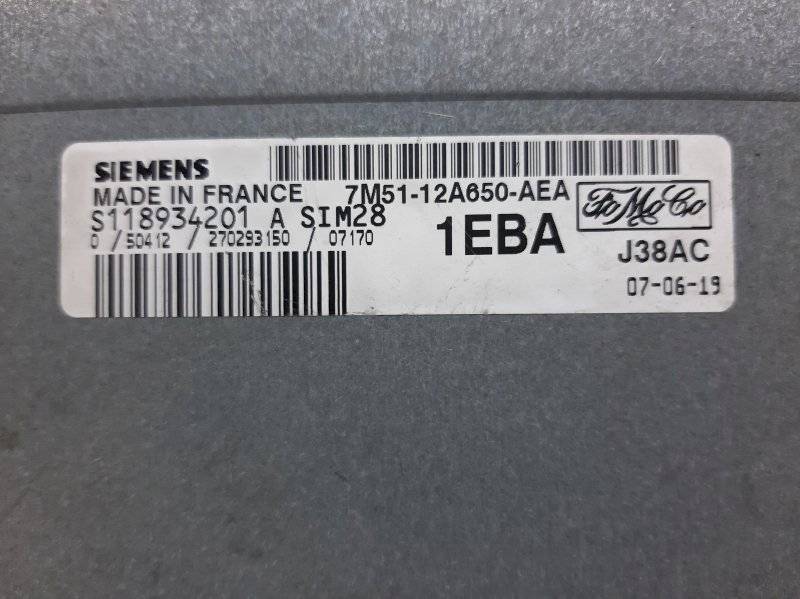 SIEMENS
MADE IN FRANCE 7M51-12A650-AEA
S118934201 A SIM28
FoMoCo
0 / 50412 / 270293150 / 07170
1EBA
J38AC
07-06-19